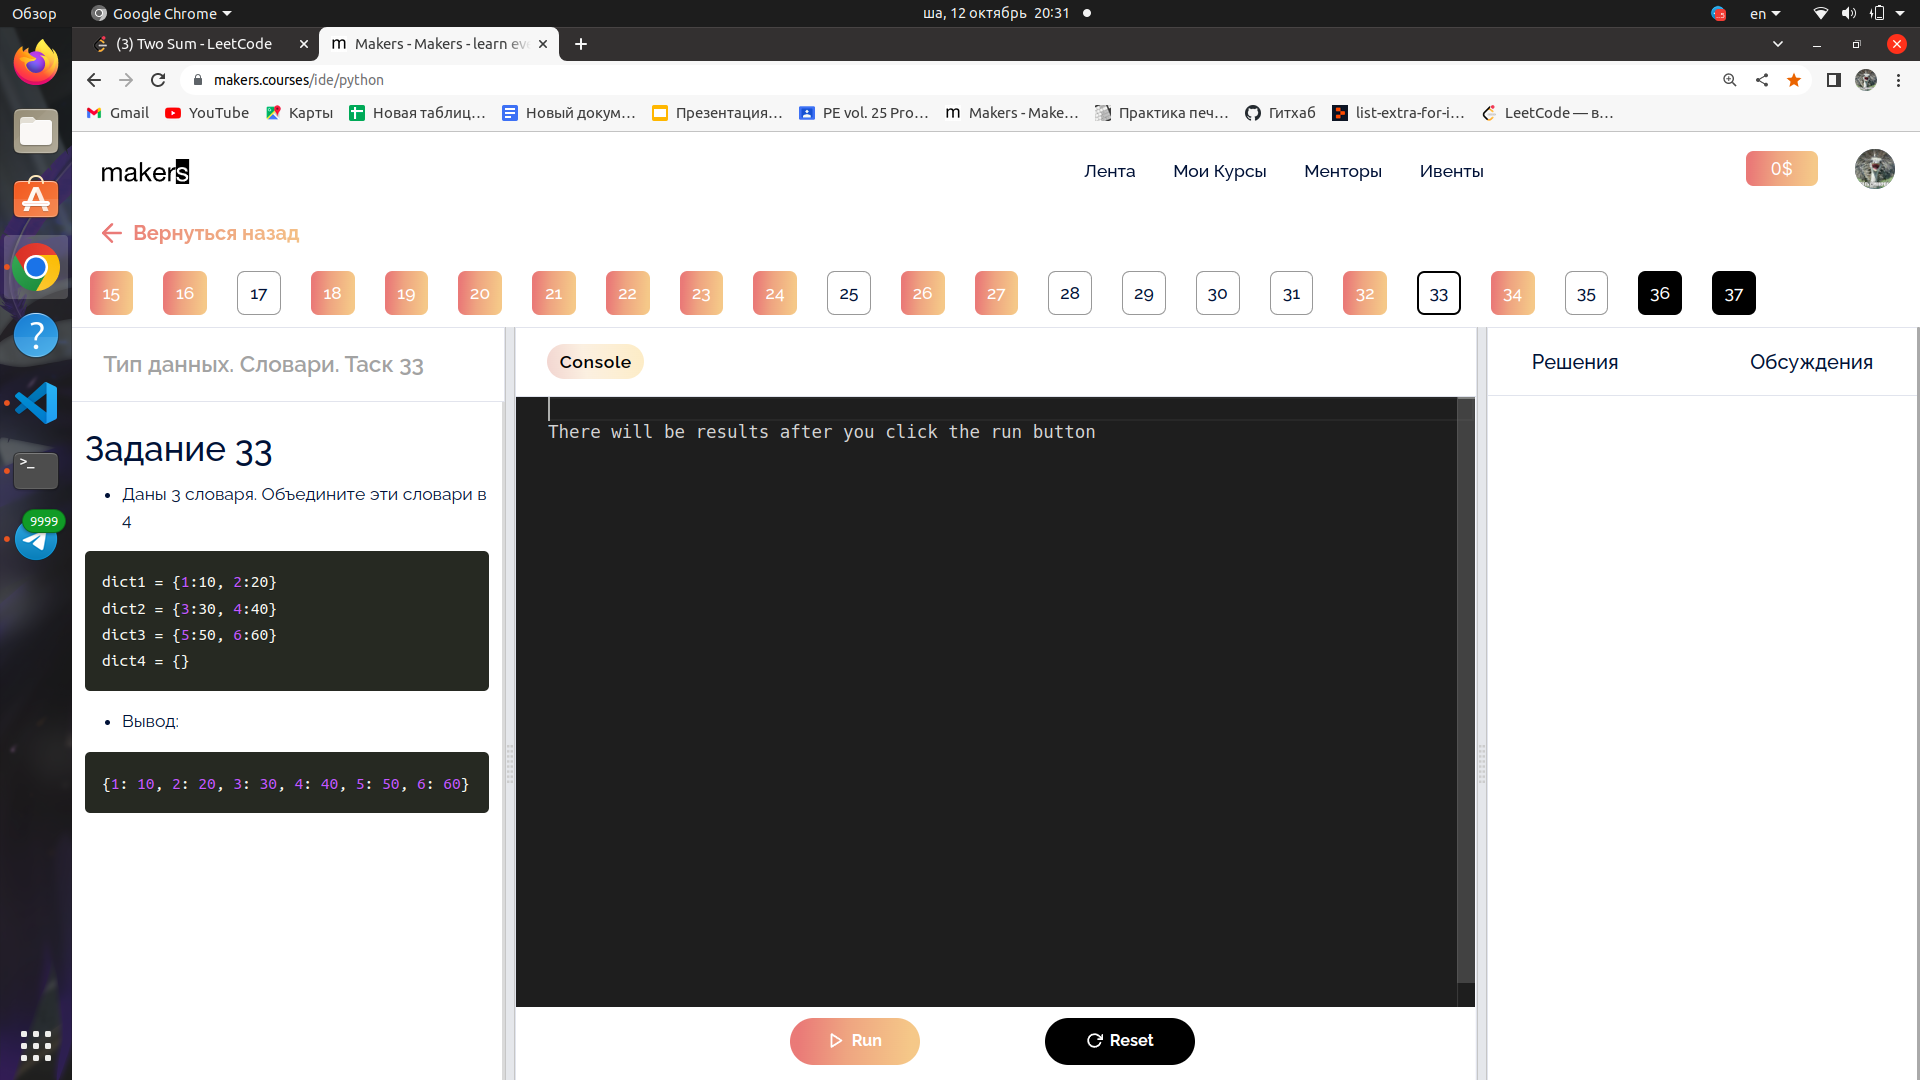 Обзор
Google Chrome
ша, 12 октябрь 20:31
en
(3) Two Sum - LeetCode
Makers - Makers - learn eve
makers.courses/ide/python
Gmail
YouTube
Карты
Новая таблиц…
Новый докум…
Презентация…
PE vol. 25 Pro…
Makers - Make…
Практика печ…
Гитхаб
list-extra-for-i…
LeetCode — в…
makers
Лента
Мои Курсы
Менторы
Ивенты
0$
Вернуться назад
15 16 17 18 19 20 21 22 23 24 25 26 27 28 29 30 31 32 33 34 35 36 37
Тип данных. Словари. Таск 33
Console
Решения
Обсуждения
Задание 33
Даны 3 словаря. Объедините эти словари в
4
dict1 = {1:10, 2:20}
dict2 = {3:30, 4:40}
dict3 = {5:50, 6:60}
dict4 = {}
Вывод:
{1: 10, 2: 20, 3: 30, 4: 40, 5: 50, 6: 60}
There will be results after you click the run button
Run
Reset
9999